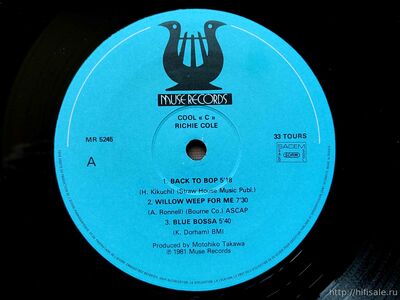 MUSE RECORDS
COOL « C »
RICHIE COLE
MR 5245
33 TOURS
A
SACEM
1. BACK TO BOP 5'18
(H. Kikuchi) (Straw House Music Publ.)
2. WILLOW WEEP FOR ME 7'30
(A. Ronnell) (Bourne Co.) ASCAP
3. BLUE BOSSA 5'40
(K. Dorham) BMI
Produced by Motohiko Takawa
℗ 1981 Muse Records
http://hifisale.ru